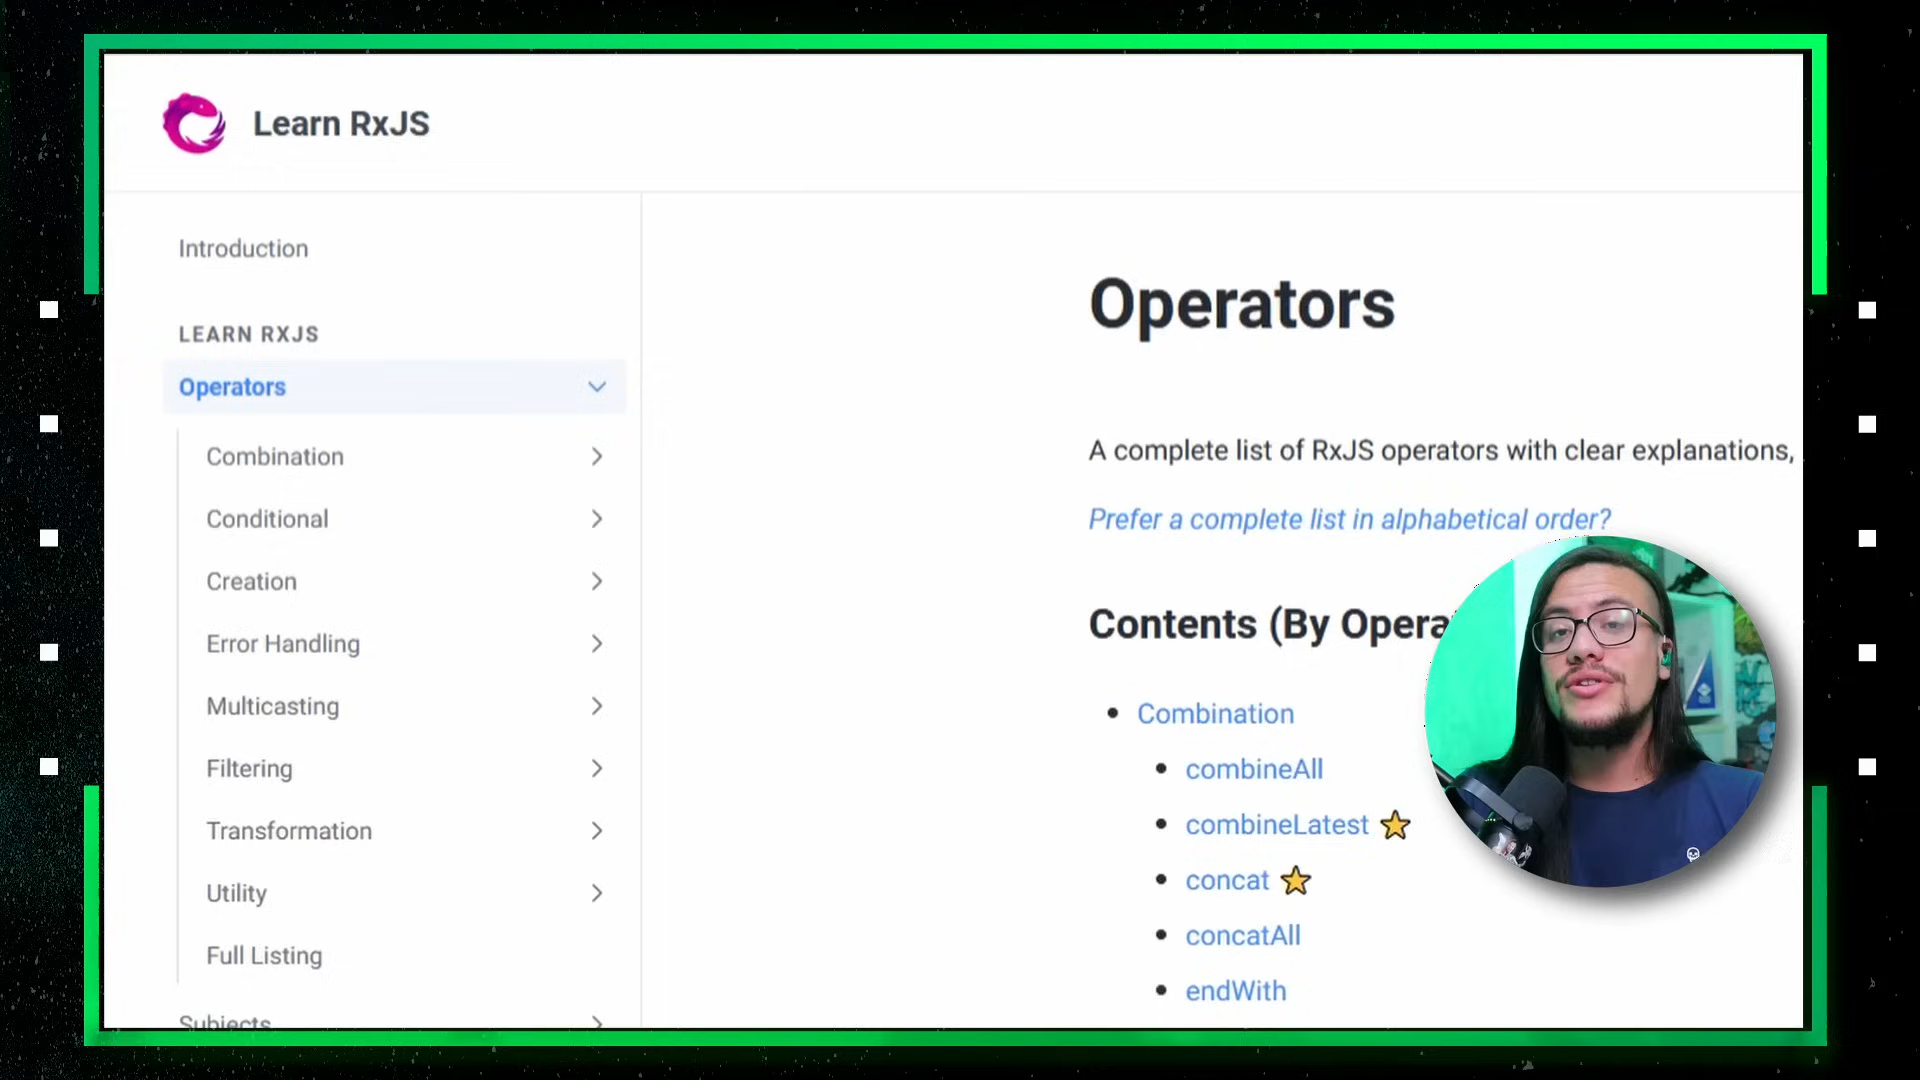 Learn RxJS
Introduction
LEARN RXJS
Operators
Combination
Conditional
Creation
Error Handling
Multicasting
Filtering
Transformation
Utility
Full Listing
Subjects
Operators
A complete list of RxJS operators with clear explanations,
Prefer a complete list in alphabetical order?
Contents (By Opera
Combination
combineAll
combineLatest
concat
concatAll
endWith